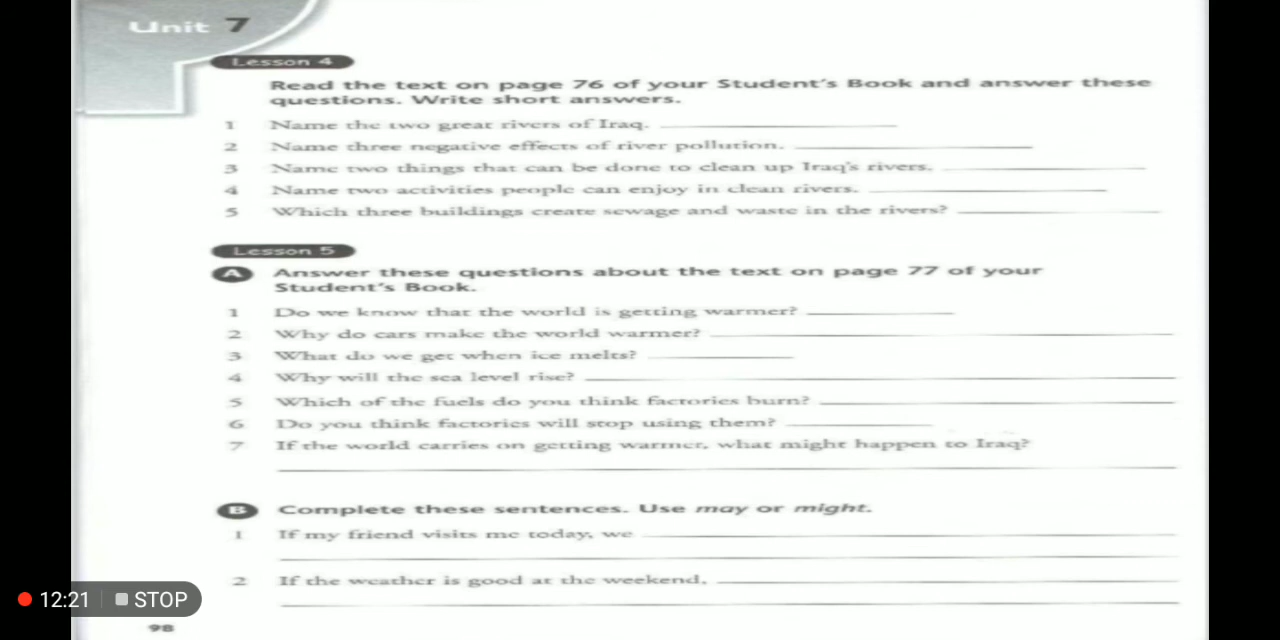 Unit 7
Lesson 4
Read the text on page 76 of your Student's Book and answer these
questions. Write short answers.
1 Name the two great rivers of Iraq.
2 Name three negative effects of river pollution.
3 Name two things that can be done to clean up Iraq's rivers.
4 Name two activities people can enjoy in clean rivers.
5 Which three buildings create sewage and waste in the rivers?
Lesson 5
A Answer these questions about the text on page 77 of your
Student's Book.
1 Do we know that the world is getting warmer?
2 Why do cars make the world warmer?
3 What do we get when ice melts?
4 Why will the sea level rise?
5 Which of the fuels do you think factories burn?
6 Do you think factories will stop using them?
7 If the world carries on getting warmer, what might happen to Iraq?
B Complete these sentences. Use may or might.
1 If my friend visits me today, we
2 If the weather is good at the weekend,
12:21 STOP
98